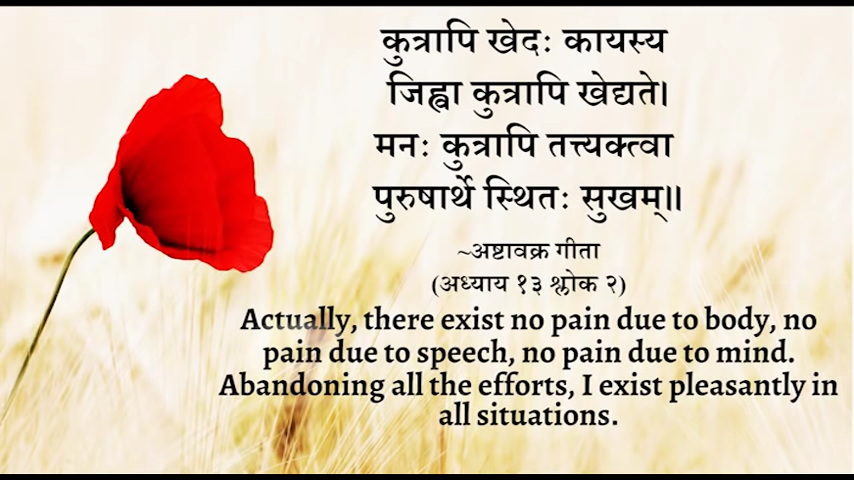 कुत्रापि खेदः कायस्य
जिह्वा कुत्रापि खेद्यते।
मनः कुत्रापि तत्त्यक्त्वा
पुरुषार्थे स्थितः सुखम्॥
~अष्टावक्र गीता
(अध्याय १३ श्लोक २)
Actually, there exist no pain due to body, no
pain due to speech, no pain due to mind.
Abandoning all the efforts, I exist pleasantly in
all situations.